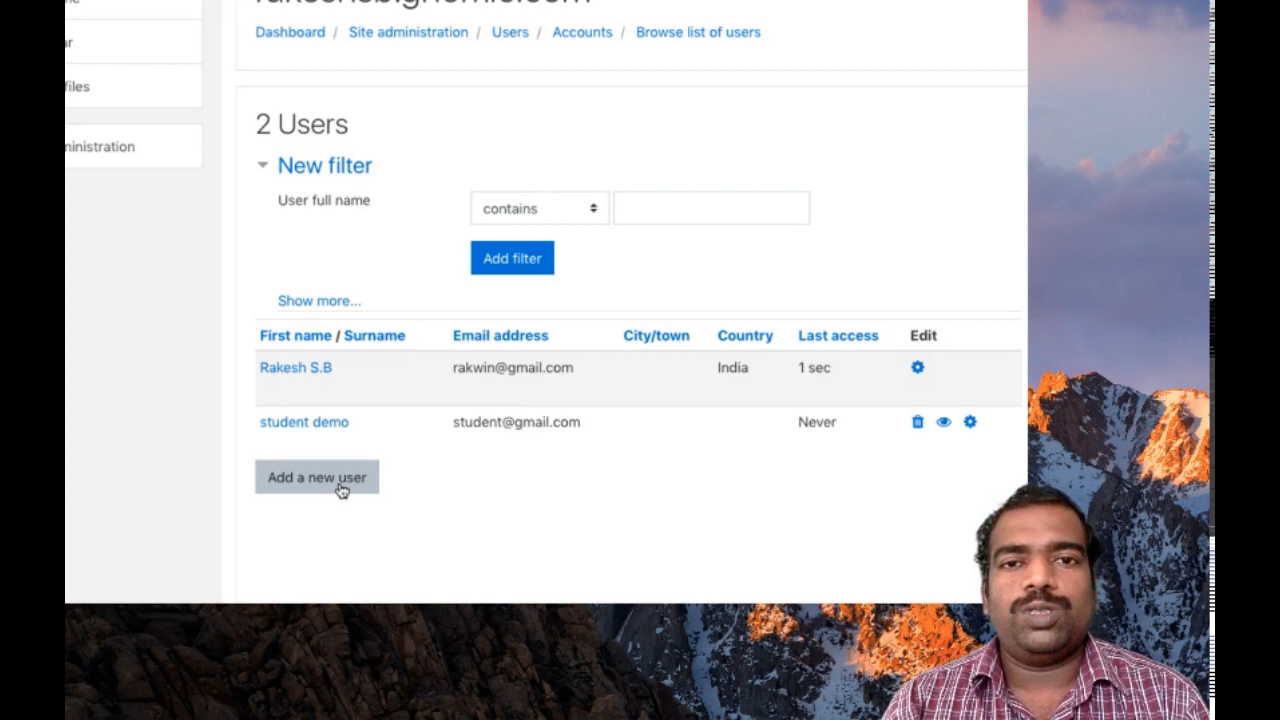 Dashboard / Site administration / Users / Accounts / Browse list of users
files
2 Users
New filter
User full name contains
Add filter
Show more...
First name / Surname Email address City/town Country Last access Edit
Rakesh S.B rakwin@gmail.com India 1 sec
student demo student@gmail.com Never
Add a new user